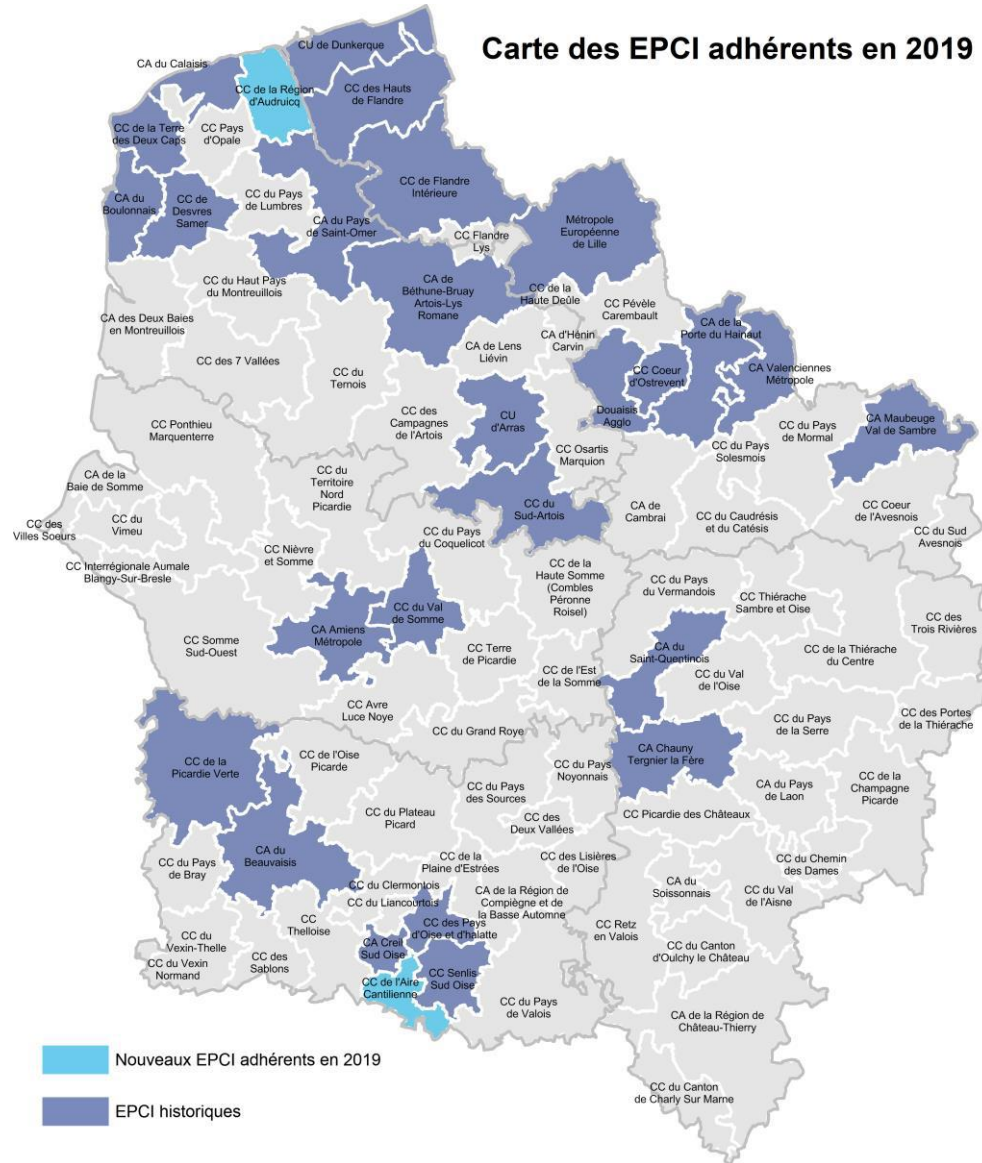 Carte des EPCI adhérents en 2019
CU de Dunkerque
CA du Calaisis
CC de la Région
d'Audruicq
CC des Hauts
de Flandre
CC de la Terre
des Deux Caps
CC Pays
d'Opale
CC de Flandre
Intérieure
CC du Pays
de Lumbres
CA du
Boulonnais
CC de
Desvres
Samer
CA du Pays
de Saint-Omer
Métropole
Européenne
de Lille
CC Flandre
Lys
CA de
Béthune-Bruay
Artois-Lys
Romane
CC du Haut Pays
du Montreuillois
CC de la
Haute Deûle
CC Pévèle
Carembault
CA des Deux Baies
en Montreuillois
CA de Lens
Liévin
CA d'Hénin
Carvin
CA de la
Porte du Hainaut
CC des 7 Vallées
CC du
Ternois
CC Coeur
d'Ostrevent
CA Valenciennes
Métropole
CC des
Campagnes
de l'Artois
CU
d'Arras
Douaisis
Agglo
CC Ponthieu
Marquenterre
CC du Pays
de Mormal
CA Maubeuge
Val de Sambre
CC du Pays
Solesmois
CC Osartis
Marquion
CC du
Territoire
Nord
Picardie
CA de la
Baie de Somme
CC du
Sud-Artois
CA de
Cambrai
CC du Caudrésis
et du Catésis
CC Coeur
de l'Avesnois
CC des
Villes Soeurs
CC du
Vimeu
CC du Sud
Avesnois
CC du Pays
du Coquelicot
CC Nièvre
et Somme
CC Interrégionale Aumale
Blangy-Sur-Bresle
CC de la
Haute Somme
(Combles
Péronne
Roisel)
CC du Pays
du Vermandois
CC Thiérache
Sambre et Oise
CC du Val
de Somme
CC des
Trois Rivières
CA Amiens
Métropole
CC Somme
Sud-Ouest
CC Terre
de Picardie
CA du
Saint-Quentinois
CC de la Thiérache
du Centre
CC de l'Est
de la Somme
CC du Val
de l'Oise
CC Avre
Luce Noye
CC des Portes
de la Thiérache
CC du Grand Roye
CC du Pays
de la Serre
CC de la
Picardie Verte
CC de l'Oise
Picarde
CA Chauny
Tergnier la Fère
CC du Pays
Noyonnais
CC de la
Champagne
Picarde
CC du Pays
des Sources
CA du Pays
de Laon
CC du Plateau
Picard
CC Picardie des Châteaux
CC des
Deux Vallées
CA du
Beauvaisis
CC du Pays
de Bray
CC de la
Plaine d'Estrées
CC des Lisières
de l'Oise
CC du Chemin
des Dames
CC du Clermontois
CA du
Soissonnais
CC du Liancourtois
CA de la Région de
Compiègne et de
la Basse Automne
CC du Val
de l'Aisne
CC
Thelloise
CC des Pays
d'Oise et d'halatte
CC Retz
en Valois
CC du
Vexin-Thelle
CA Creil
Sud Oise
CC du Canton
d'Oulchy le Château
CC du Vexin
Normand
CC des
Sablons
CC Senlis
Sud Oise
CC de l'Aire
Cantilienne
CC du Pays
de Valois
CA de la Région de
Château-Thierry
Nouveaux EPCI adhérents en 2019
CC du Canton
de Charly Sur Marne
EPCI historiques